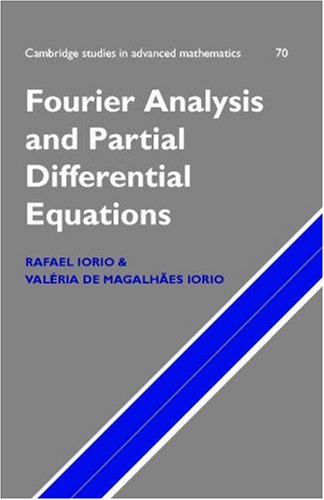 Cambridge studies in advanced mathematics 70
Fourier Analysis
and Partial
Differential
Equations
RAFAEL IORIO &
VALÉRIA DE MAGALHÃES IORIO